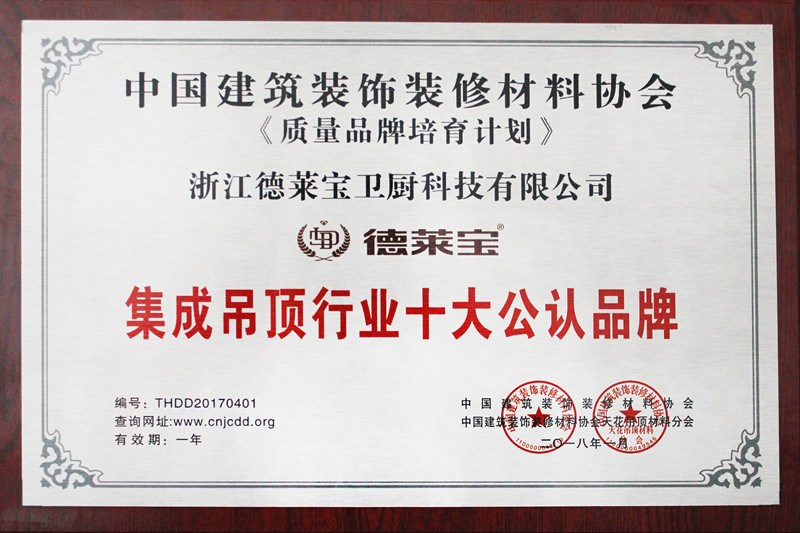 中国建筑装饰装修材料协会
《质量品牌培育计划》
浙江德莱宝卫厨科技有限公司
德莱宝®
集成吊顶行业十大公认品牌
编号：THDD20170401
查询网址:www.cnjcdd.org
有效期：一年
中国建筑装饰装修材料协会
中国建筑装饰装修材料协会天花吊顶材料分会
二〇一八年一月